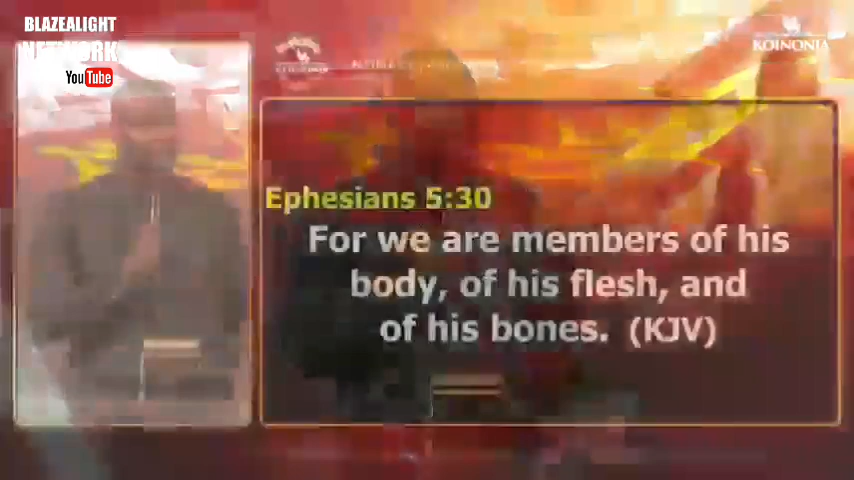 BLAZEALIGHT
NETWORK
YouTube
KOINONIA
Ephesians 5:30
For we are members of his
body, of his flesh, and
of his bones. (KJV)